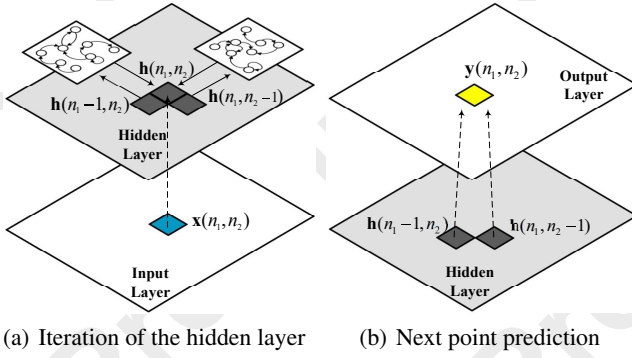 h(n₁,n₂)
h(n₁−1,n₂)
h(n₁,n₂−1)
Hidden
Layer
x(n₁,n₂)
Input
Layer
(a) Iteration of the hidden layer
y(n₁,n₂)
Output
Layer
h(n₁−1,n₂)
h(n₁,n₂−1)
Hidden
Layer
(b) Next point prediction